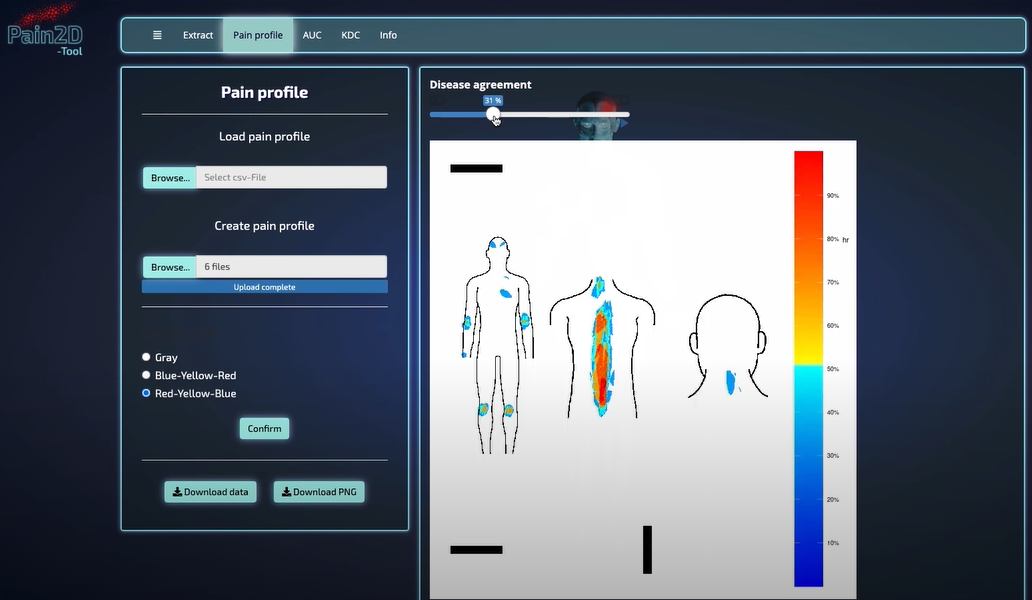 Pain2D
-Tool
Extract
Pain profile
AUC
KDC
Info
Pain profile
Load pain profile
Browse...
Select csv-File
Create pain profile
Browse...
6 files
Upload complete
Gray
Blue-Yellow-Red
Red-Yellow-Blue
Confirm
Download data
Download PNG
Disease agreement
31 %
90%
80%
hr
70%
60%
50%
40%
30%
20%
10%